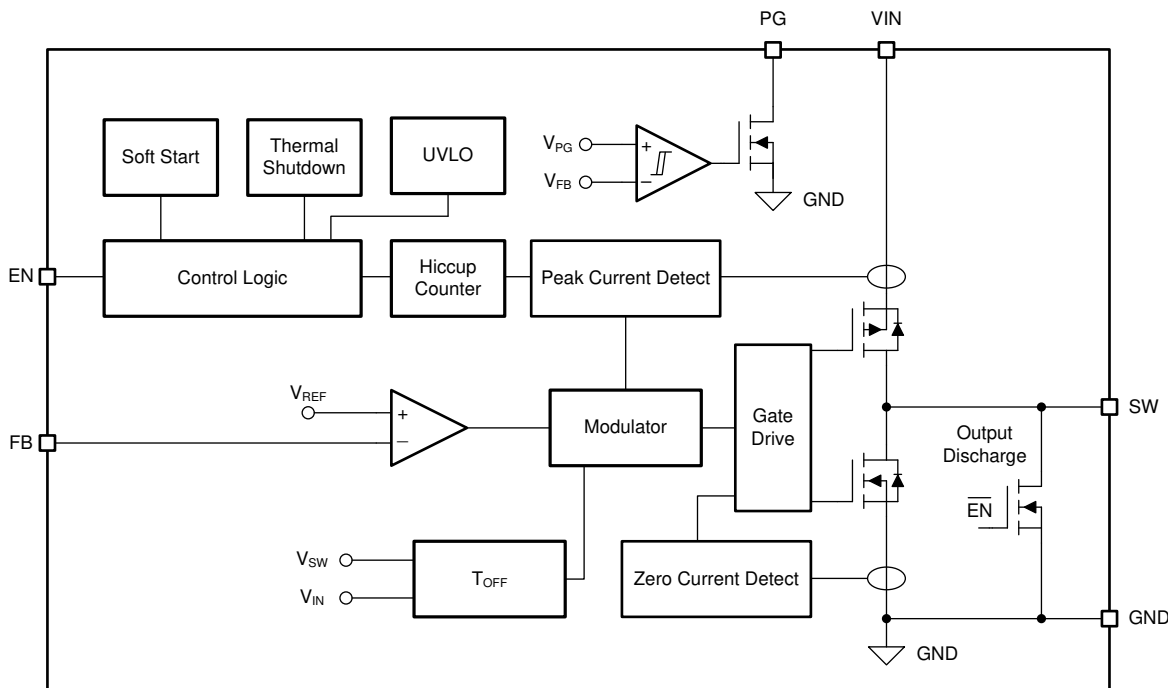 PG
VIN
Soft Start
Thermal
Shutdown
UVLO
VPG
+
VFB
−
GND
EN
Control Logic
Hiccup
Counter
Peak Current Detect
VREF
+
FB
−
Modulator
Gate
Drive
SW
Output
Discharge
EN
VSW
VIN
TOFF
Zero Current Detect
GND
GND